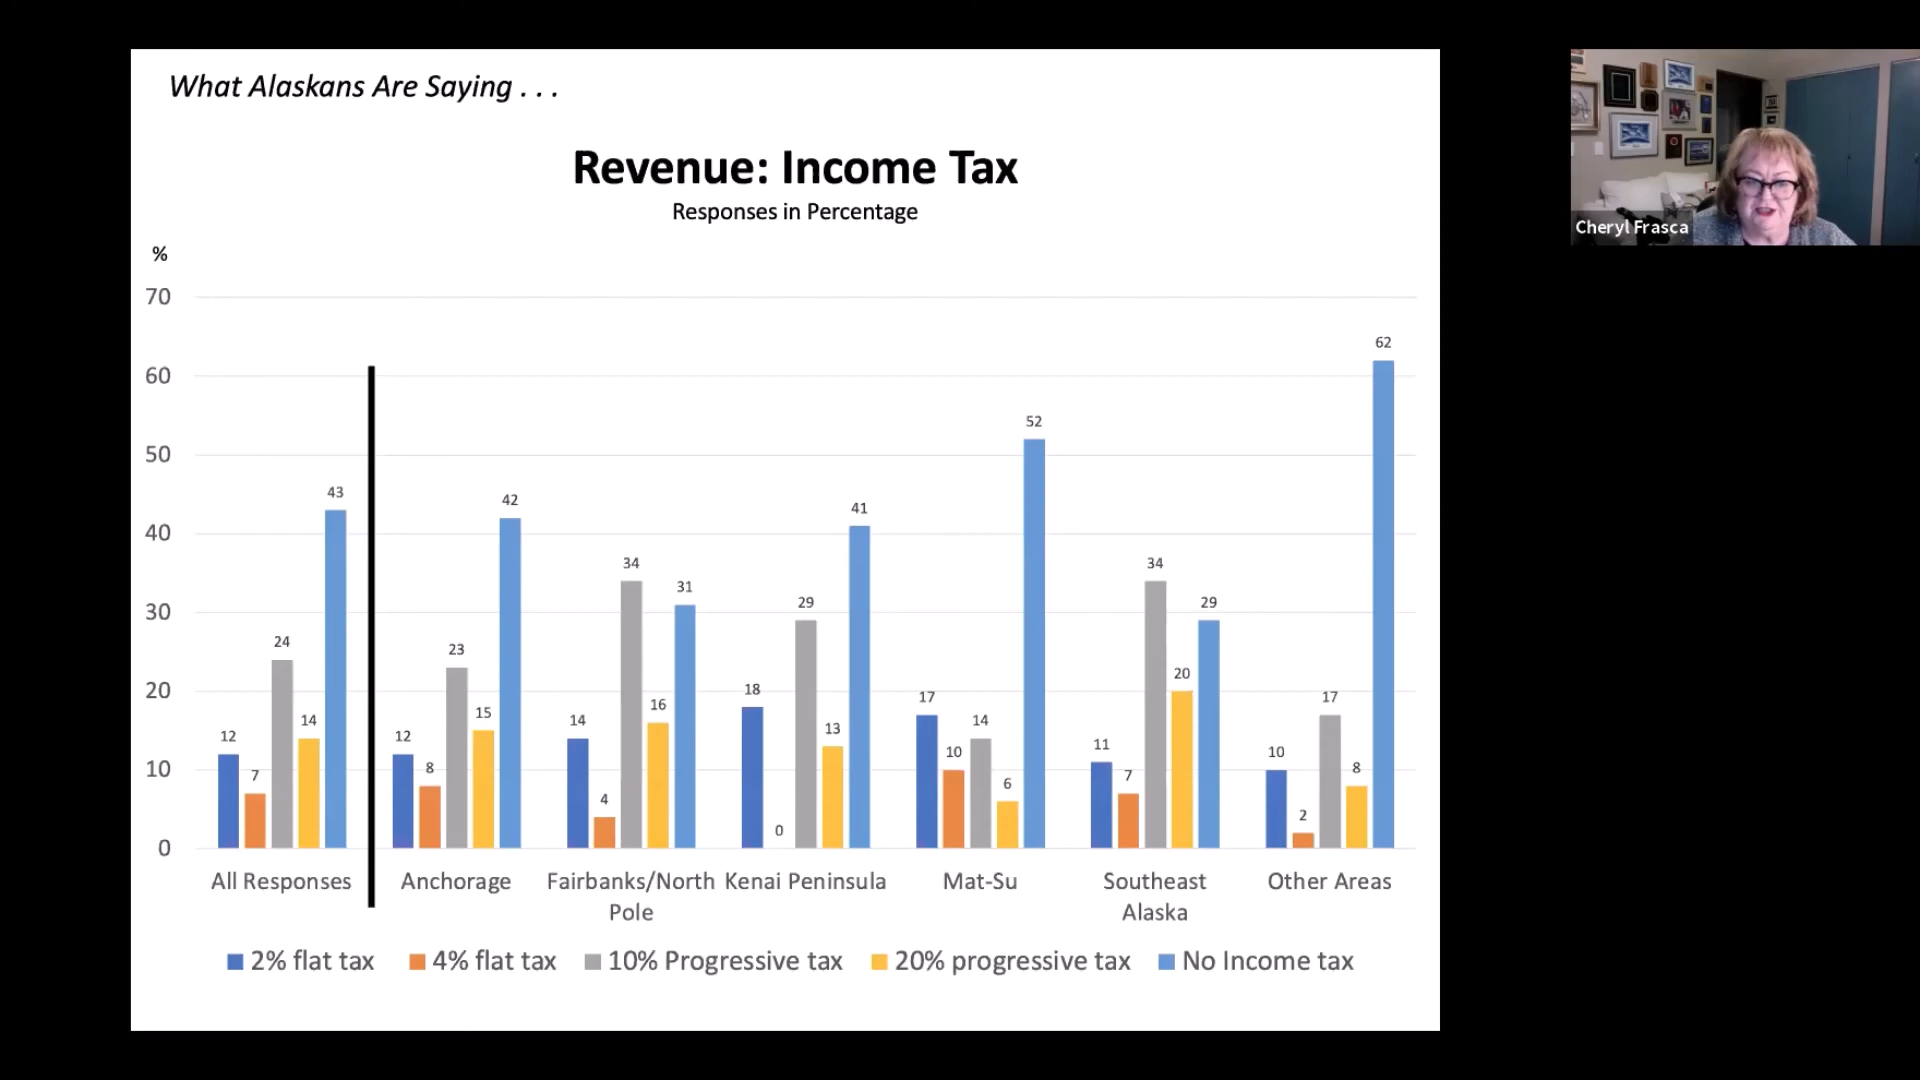 What Alaskans Are Saying . . .
Revenue: Income Tax
Responses in Percentage
%
70
60
50
40
30
20
10
0
12
7
24
14
43
12
8
23
15
42
14
4
34
16
31
18
0
29
13
41
17
10
14
6
52
11
7
34
20
29
10
2
17
8
62
All Responses
Anchorage
Fairbanks/North
Pole
Kenai Peninsula
Mat-Su
Southeast
Alaska
Other Areas
2% flat tax
4% flat tax
10% Progressive tax
20% progressive tax
No Income tax
Cheryl Frasca